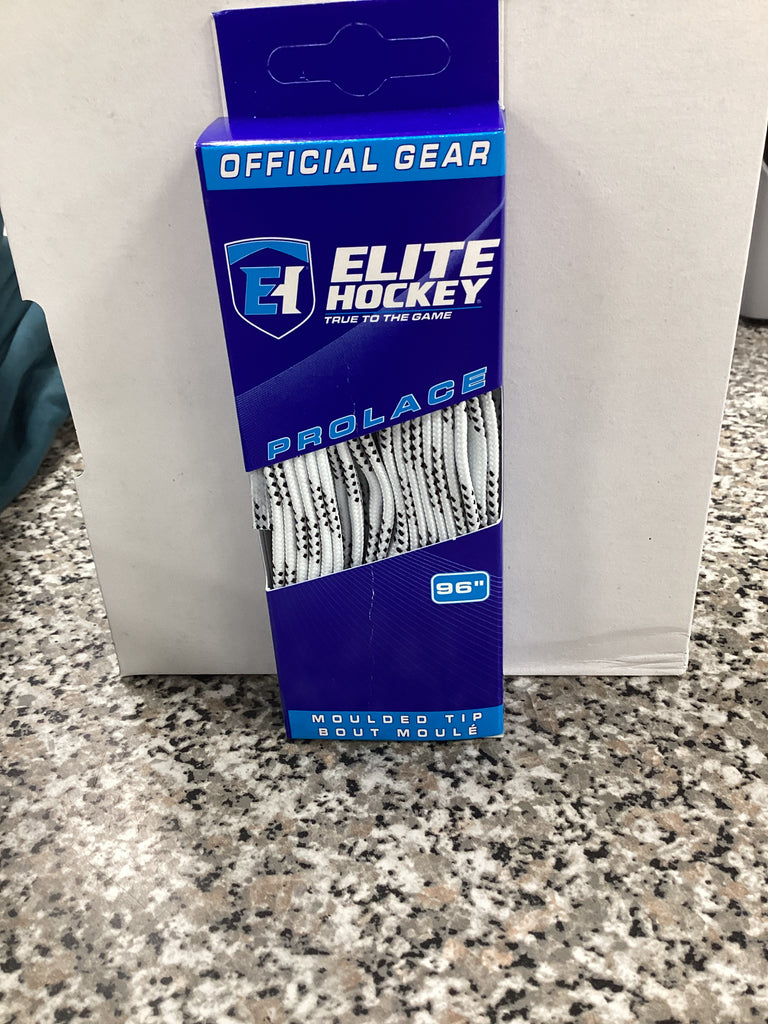 OFFICIAL GEAR
EH
ELITE
HOCKEY
TRUE TO THE GAME
PROLACE
96"
MOULDED TIP
BOUT MOULÉ